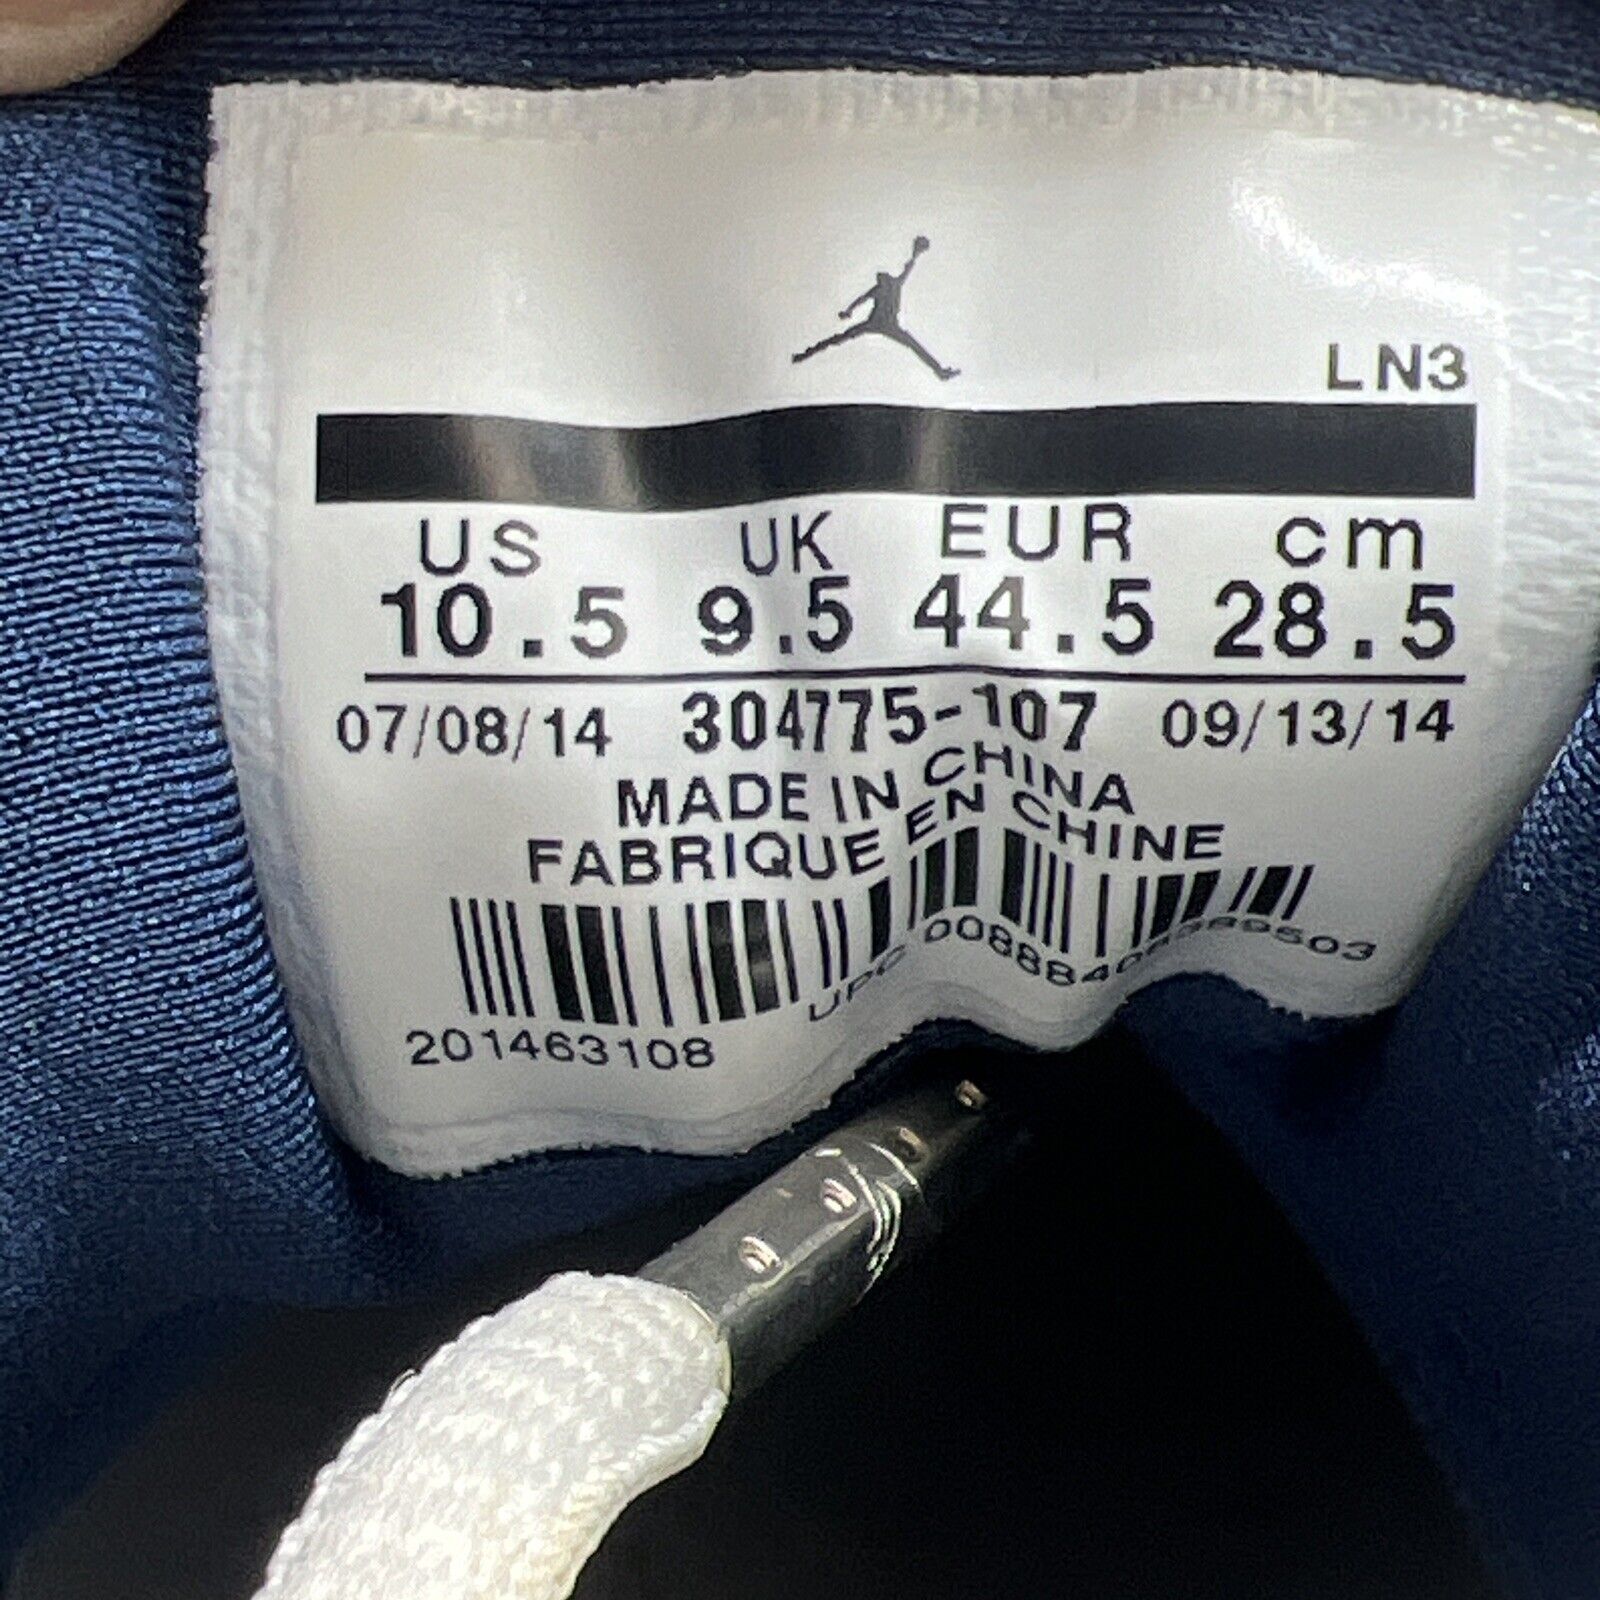 LN3
US UK EUR cm
10.5 9.5 44.5 28.5
07/08/14 304775-107 09/13/14
MADE IN CHINA
FABRIQUE EN CHINE
UPC
201463108